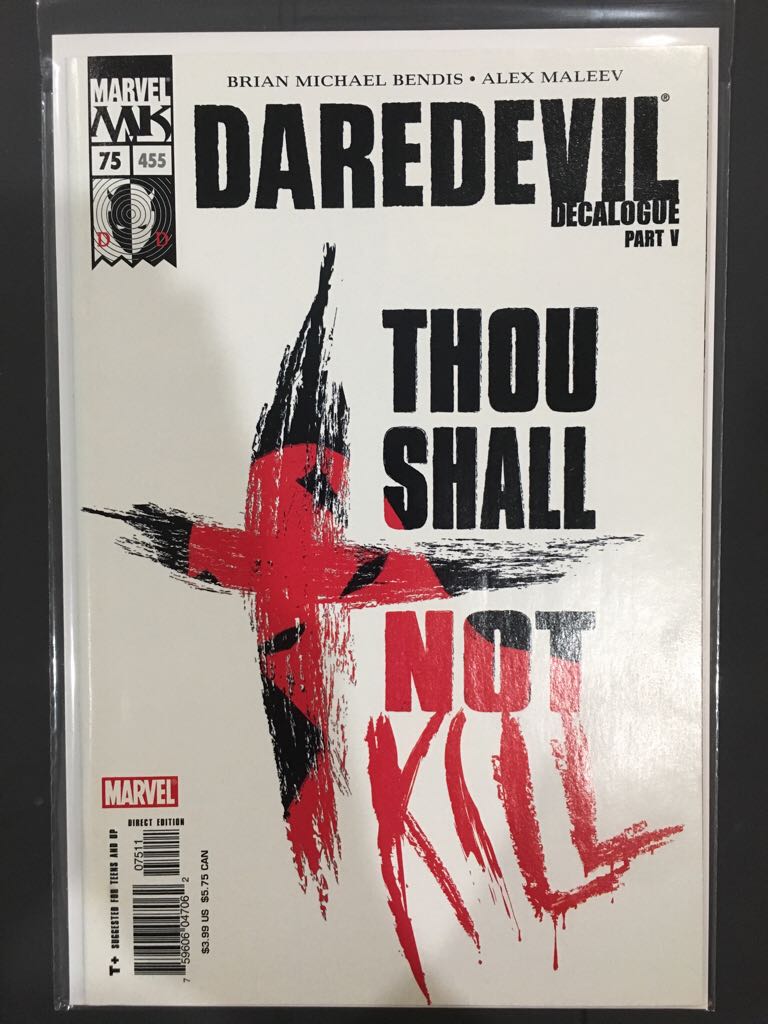 BRIAN MICHAEL BENDIS • ALEX MALEEV
MARVEL
MK
75 455
D D
DAREDEVIL®
DECALOGUE
PART V
THOU
SHALL
NOT
KILL
MARVEL
DIRECT EDITION
07511
7 59606 04706 2
T+ SUGGESTED FOR TEENS AND UP
$3.99 US $5.75 CAN